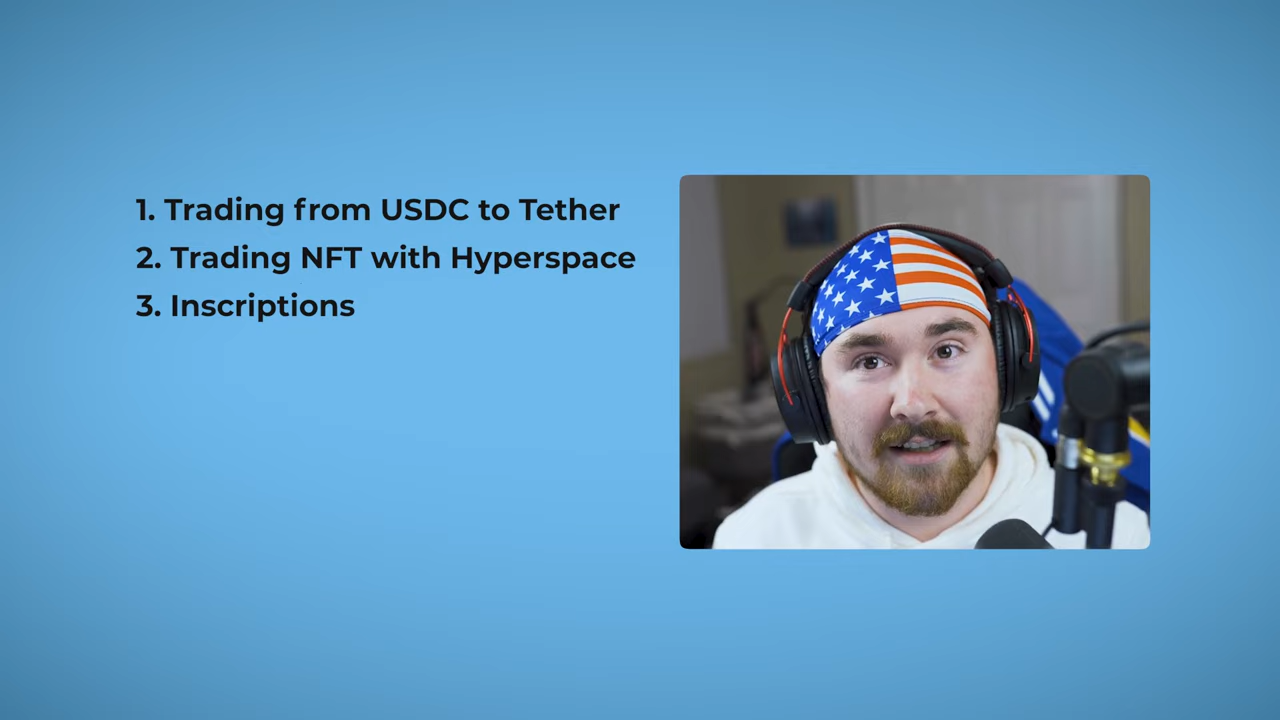 1. Trading from USDC to Tether
2. Trading NFT with Hyperspace
3. Inscriptions